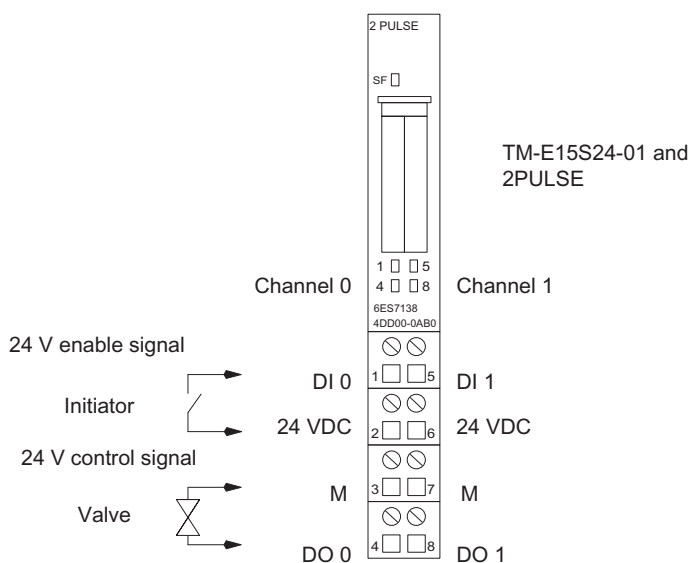 2 PULSE
SF
TM-E15S24-01 and
2PULSE
1 5
Channel 0 4 8 Channel 1
6ES7138
4DD00-0AB0
24 V enable signal
DI 0 1 5 DI 1
Initiator
24 VDC 2 6 24 VDC
24 V control signal
M 3 7 M
Valve
DO 0 4 8 DO 1